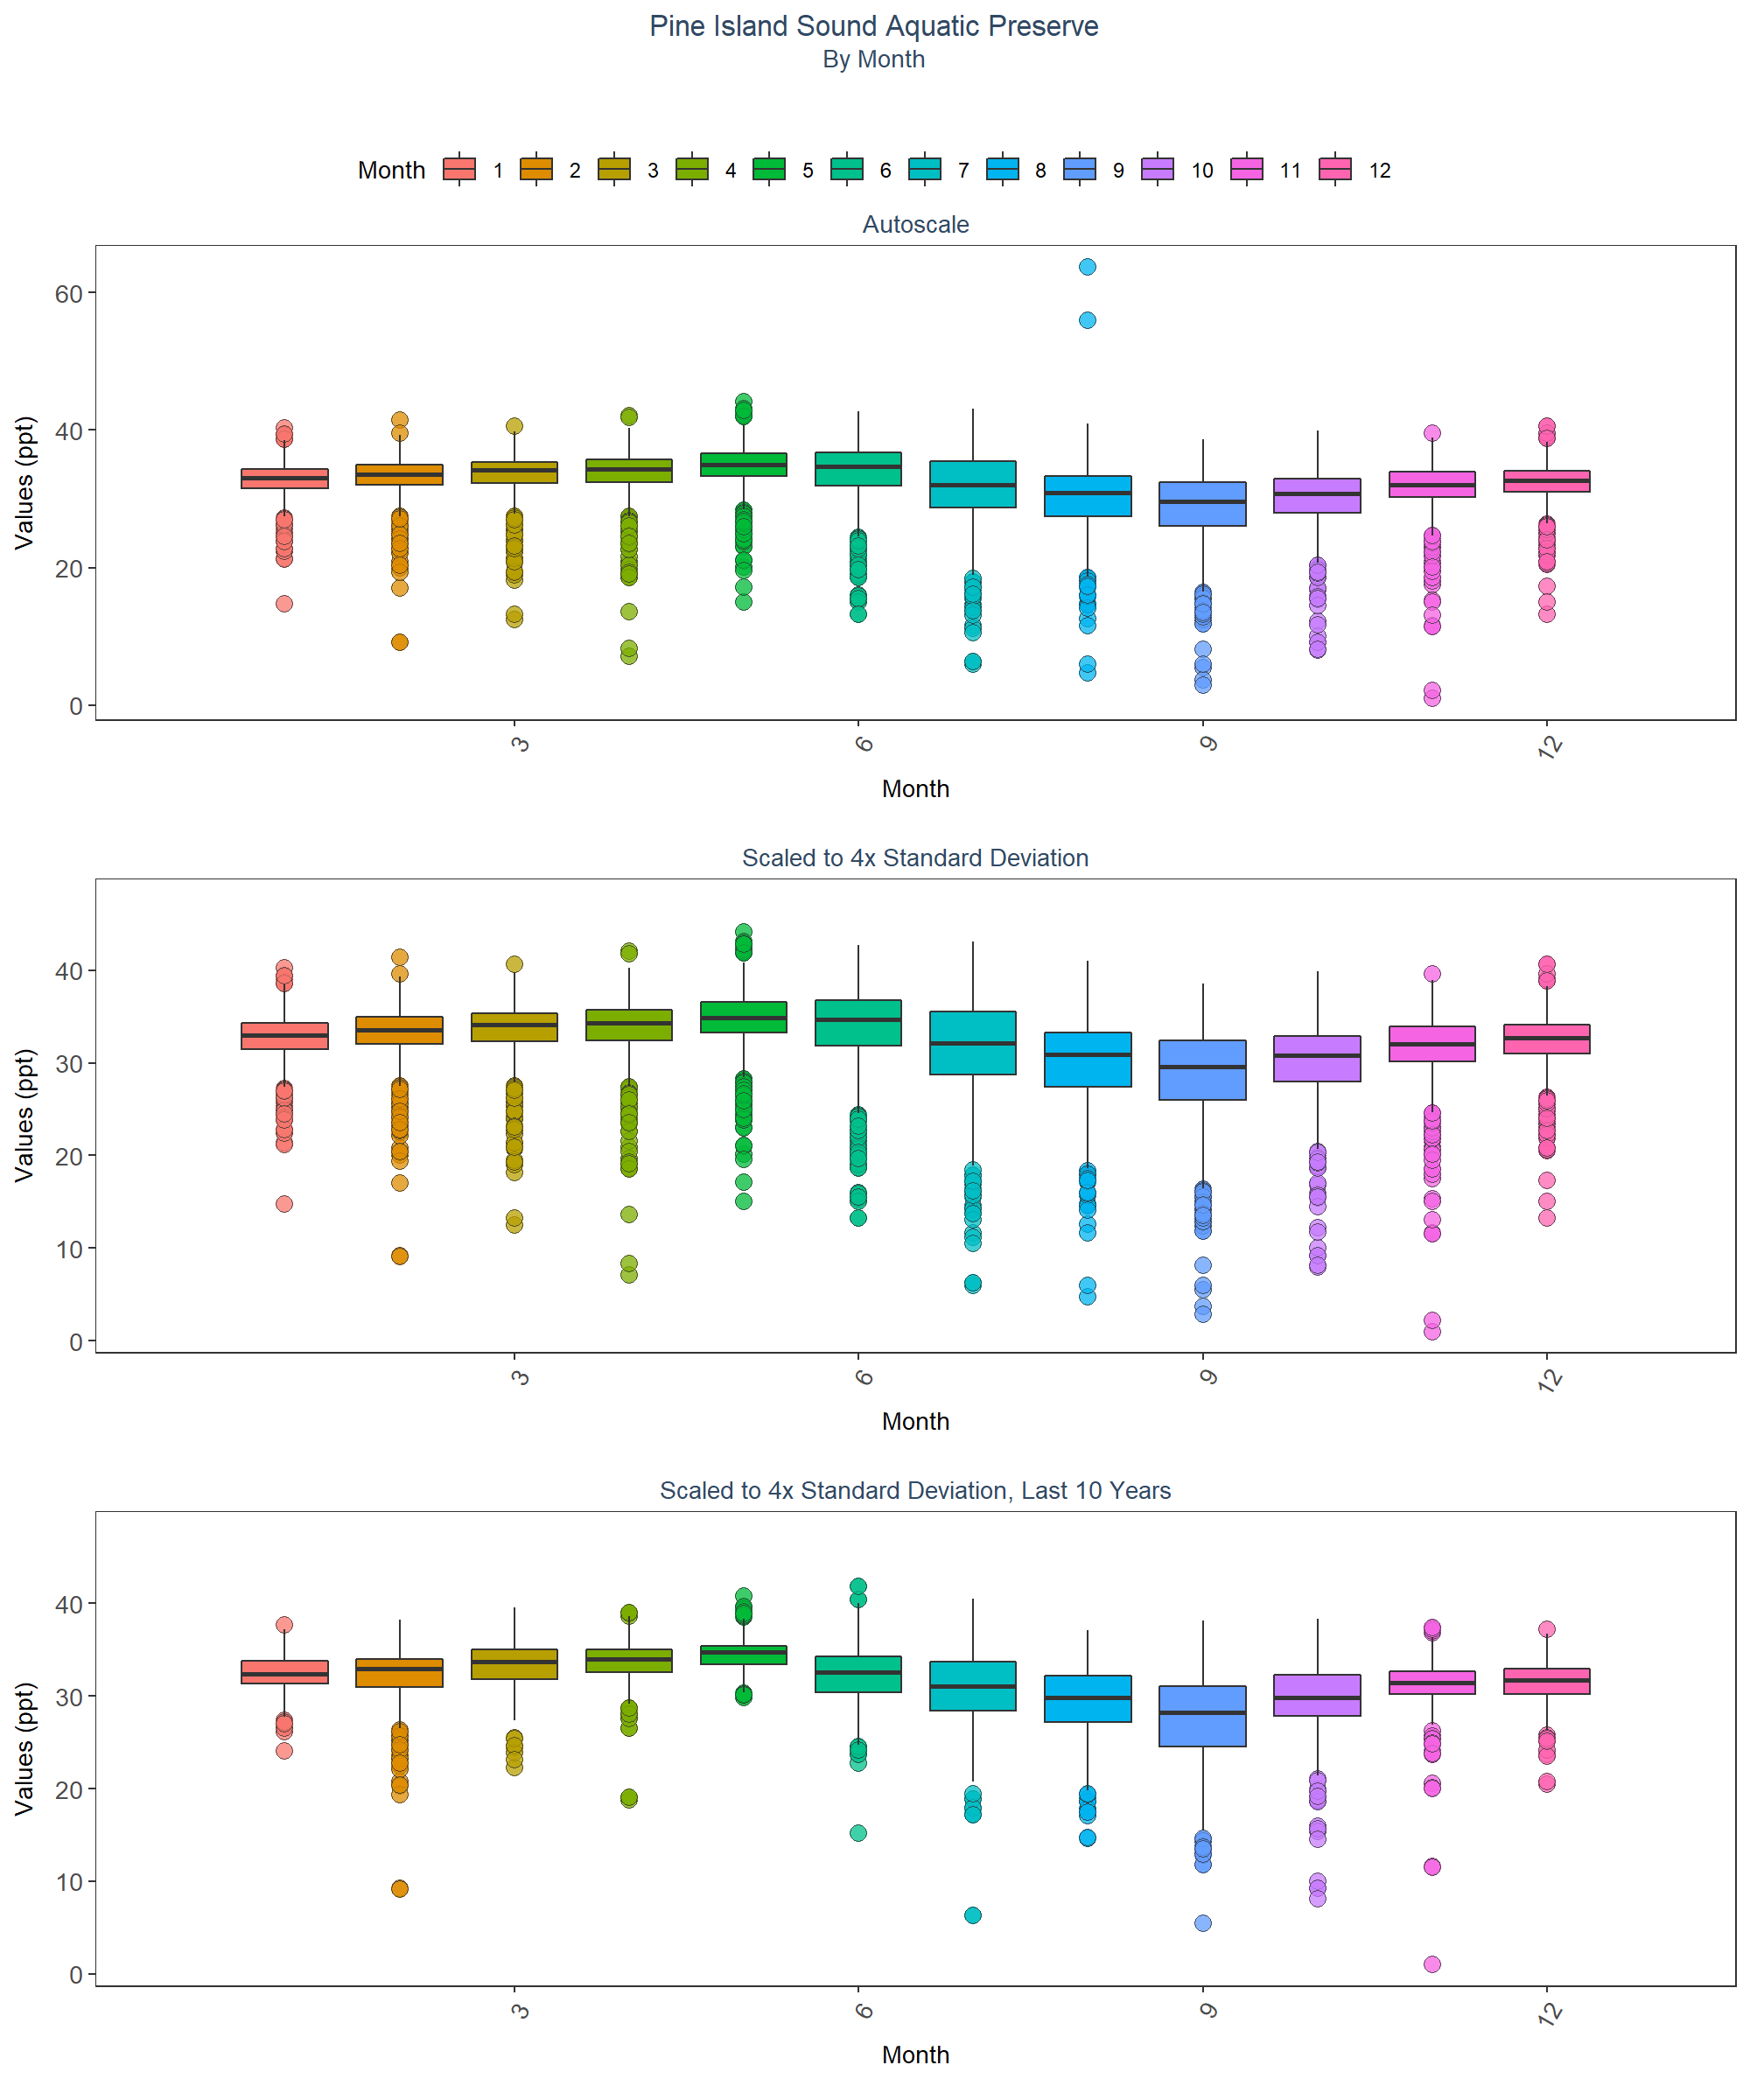 Pine Island Sound Aquatic Preserve
By Month
Month 1 2 3 4 5 6 7 8 9 10 11 12
Autoscale
Values (ppt)
60
40
20
0
3 6 9 12
Month
Scaled to 4x Standard Deviation
Values (ppt)
40
30
20
10
0
3 6 9 12
Month
Scaled to 4x Standard Deviation, Last 10 Years
Values (ppt)
40
30
20
10
0
3 6 9 12
Month